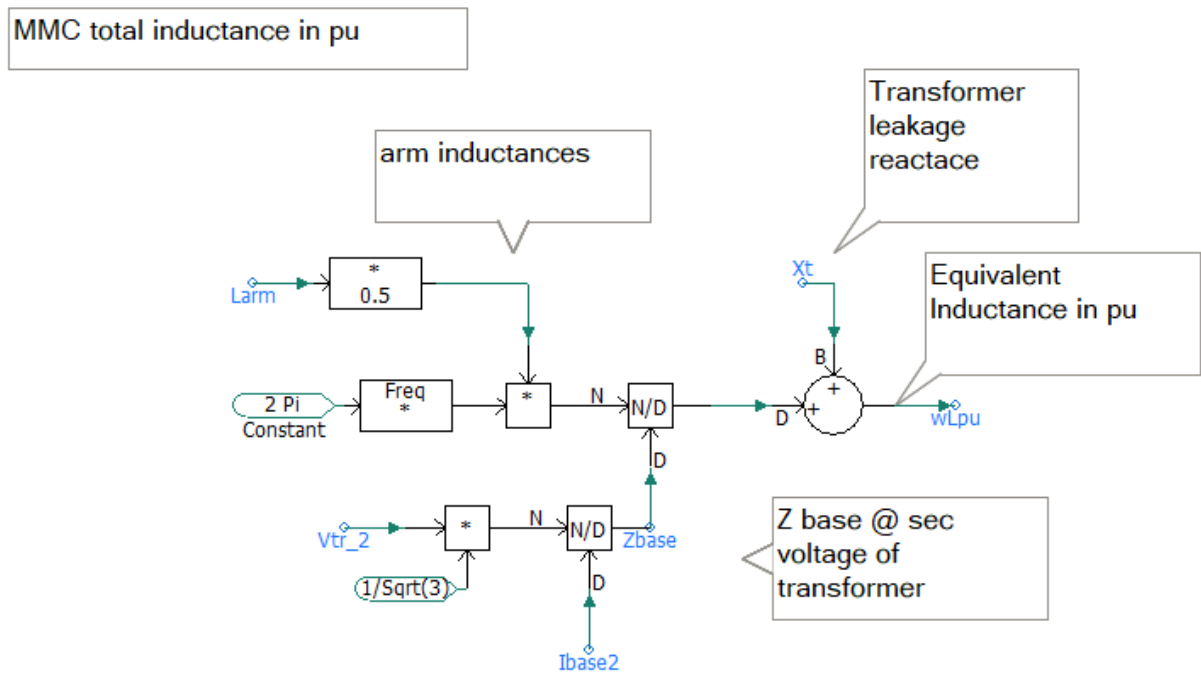 MMC total inductance in pu
Transformer
leakage
reactace
arm inductances
Xt
Equivalent
Inductance in pu
Larm
*
0.5
B
+
2 Pi
Constant
Freq
*
*
N
N/D
D
+
wLpu
D
Vtr_2
*
N
N/D
Zbase
Z base @ sec
voltage of
transformer
1/Sqrt(3)
D
Ibase2